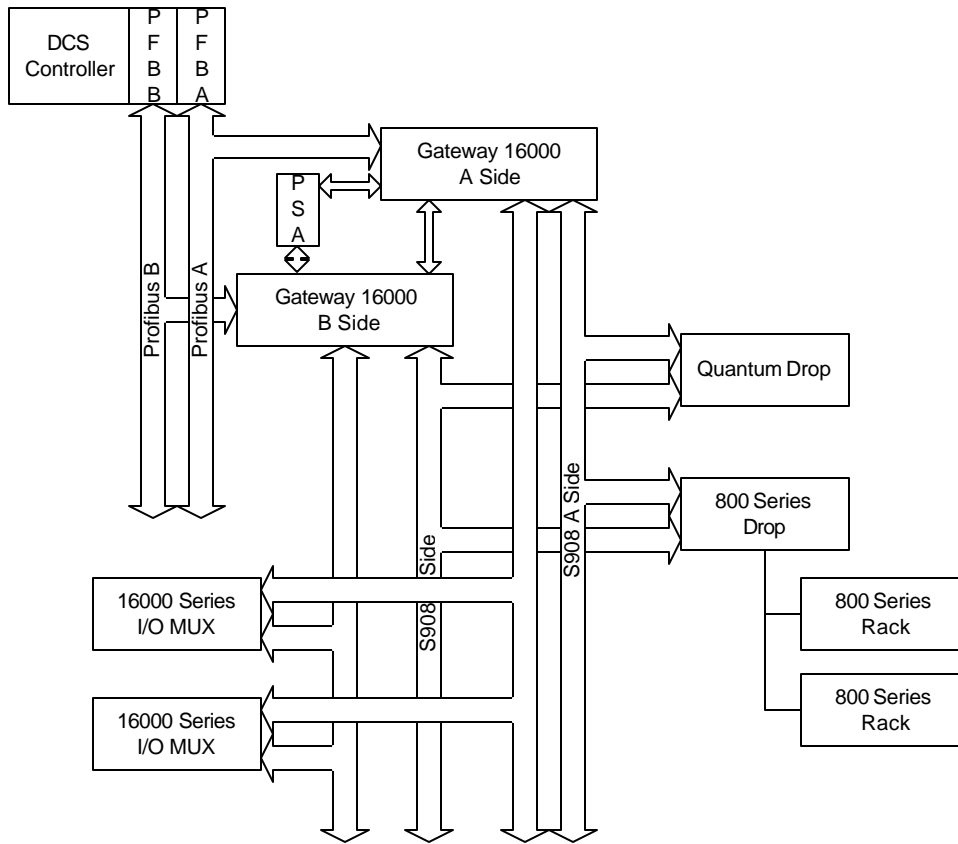 DCS
Controller
P
F
B
B
P
F
B
A
Gateway 16000
A Side
P
S
A
Gateway 16000
B Side
Profibus B
Profibus A
Quantum Drop
800 Series
Drop
S908 A Side
S908 Side
16000 Series
I/O MUX
800 Series
Rack
16000 Series
I/O MUX
800 Series
Rack